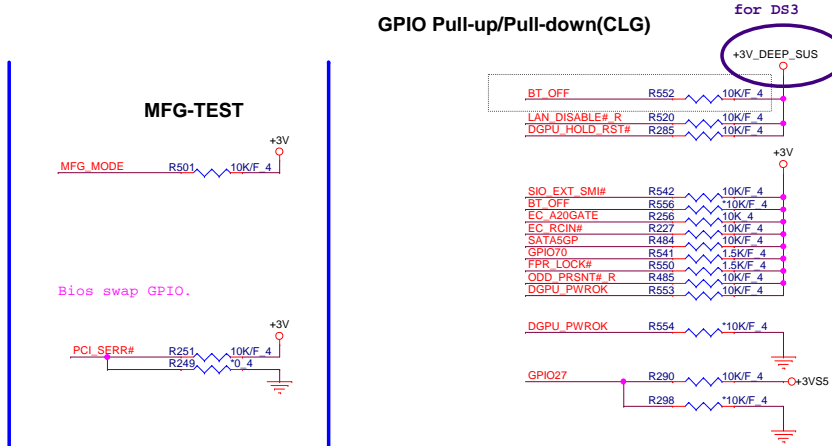 for DS3
GPIO Pull-up/Pull-down(CLG)
+3V_DEEP_SUS
BT_OFF R552 10K/F_4
LAN_DISABLE#_R R520 10K/F_4
DGPU_HOLD_RST# R285 10K/F_4
MFG-TEST
+3V
MFG_MODE R501 10K/F_4
+3V
SIO_EXT_SMI# R542 10K/F_4
BT_OFF R556 *10K/F_4
EC_A20GATE R256 10K_4
EC_RCIN# R227 10K/F_4
SATA5GP R484 10K/F_4
GPIO70 R541 1.5K/F_4
FPR_LOCK# R550 1.5K/F_4
ODD_PRSNT#_R R485 10K/F_4
DGPU_PWROK R553 10K/F_4
Bios swap GPIO.
+3V
PCI_SERR# R251 10K/F_4
R249 *0_4
DGPU_PWROK R554 *10K/F_4
GPIO27 R290 10K/F_4 +3VS5
R298 *10K/F_4